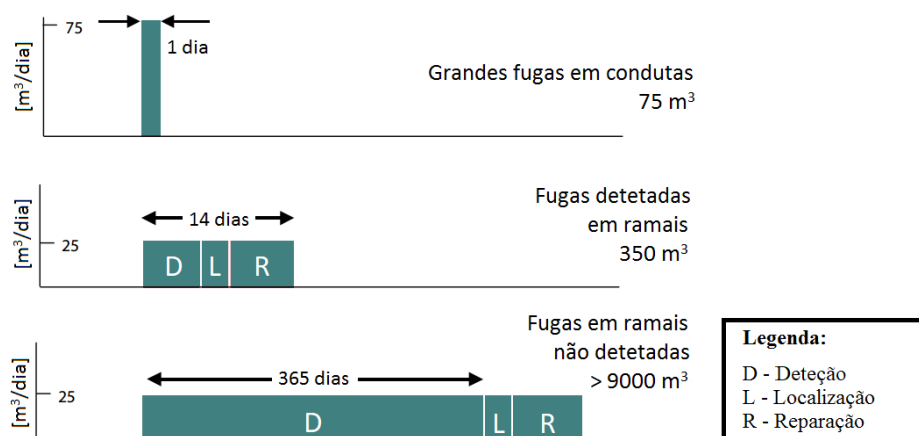 [m³/dia]
75
1 dia
Grandes fugas em condutas
75 m³
[m³/dia]
25
14 dias
D L R
Fugas detetadas
em ramais
350 m³
[m³/dia]
25
365 dias
D L R
Fugas em ramais
não detetadas
> 9000 m³
Legenda:
D - Deteção
L - Localização
R - Reparação